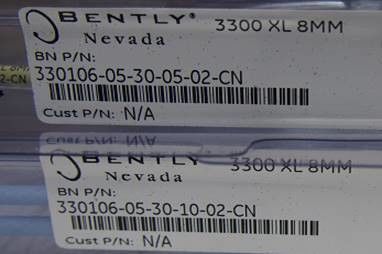 BENTLY® 3300 XL 8MM
Nevada
BN P/N:
330106-05-30-05-02-CN
Cust P/N: N/A
BENTLY 3300 XL 8MM
Nevada
BN P/N:
330106-05-30-10-02-CN
Cust P/N: N/A